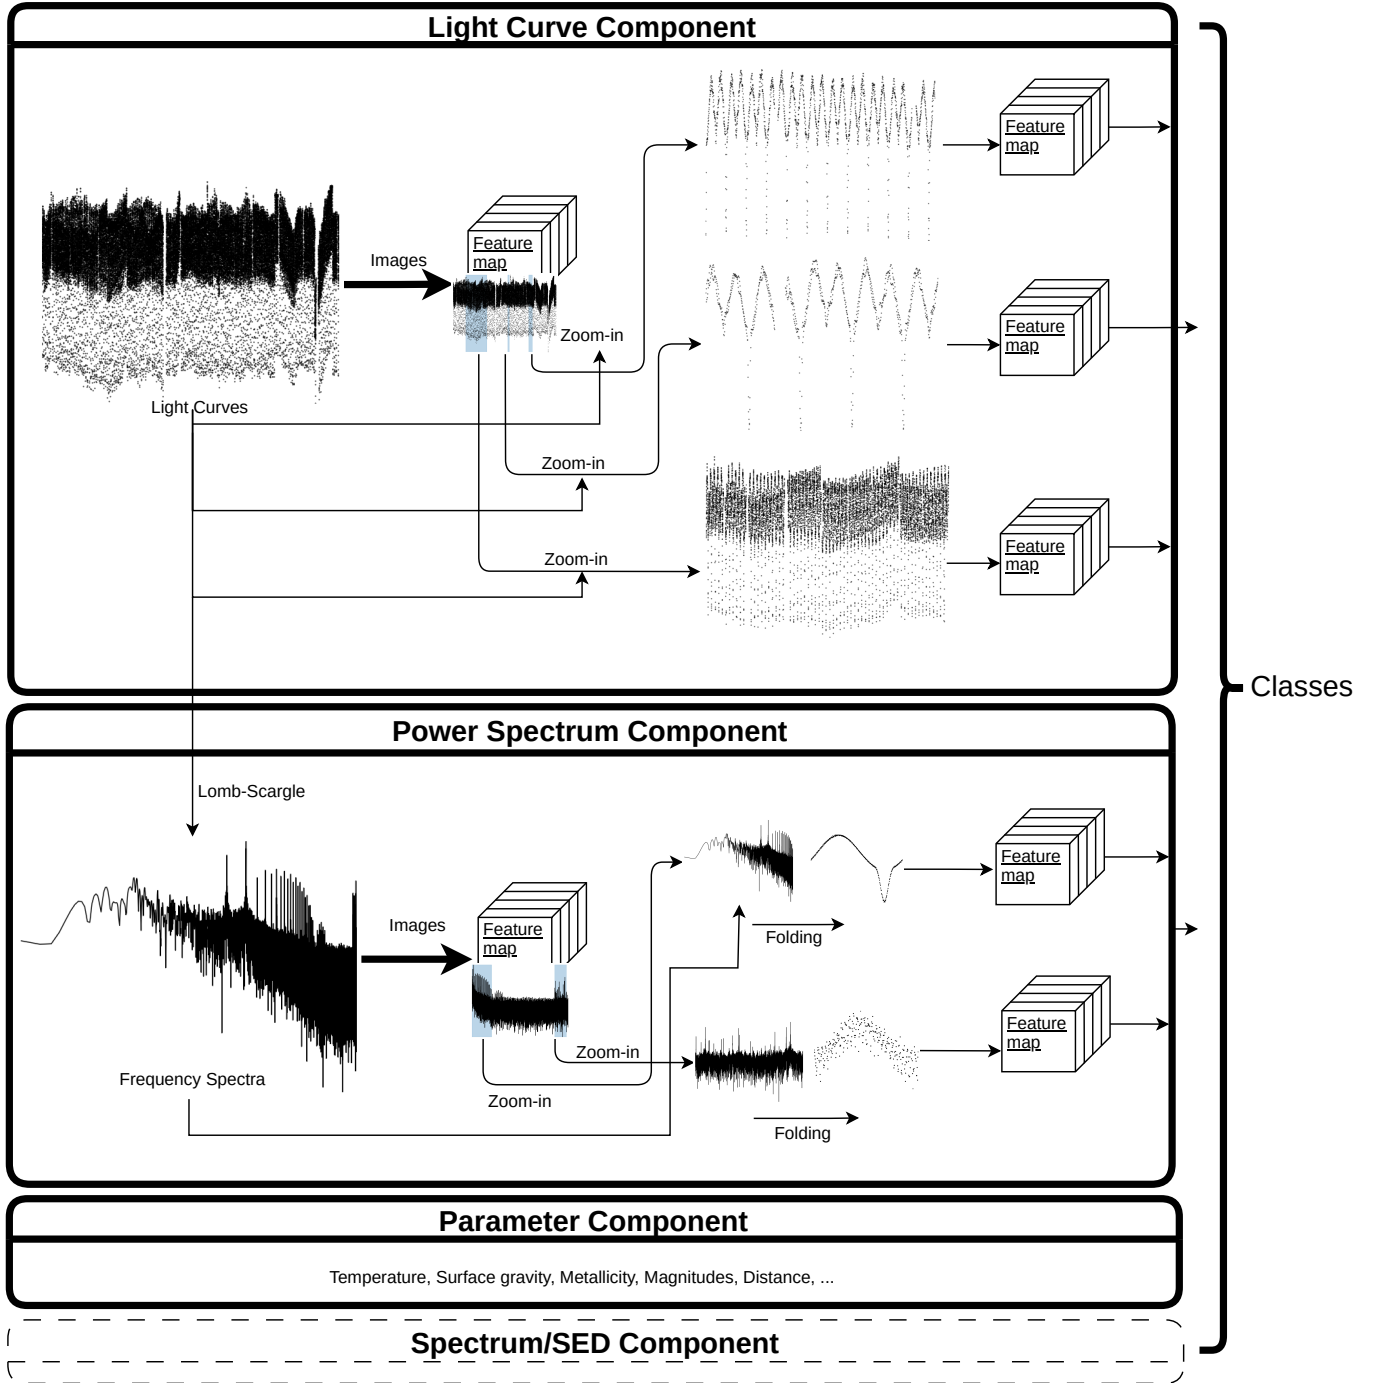 Light Curve Component
Feature
map
Images
Feature
map
Zoom-in
Feature
map
Light Curves
Zoom-in
Zoom-in
Feature
map
Classes
Power Spectrum Component
Lomb-Scargle
Feature
map
Images
Feature
map
Folding
Feature
map
Zoom-in
Frequency Spectra
Zoom-in
Folding
Parameter Component
Temperature, Surface gravity, Metallicity, Magnitudes, Distance, ...
Spectrum/SED Component